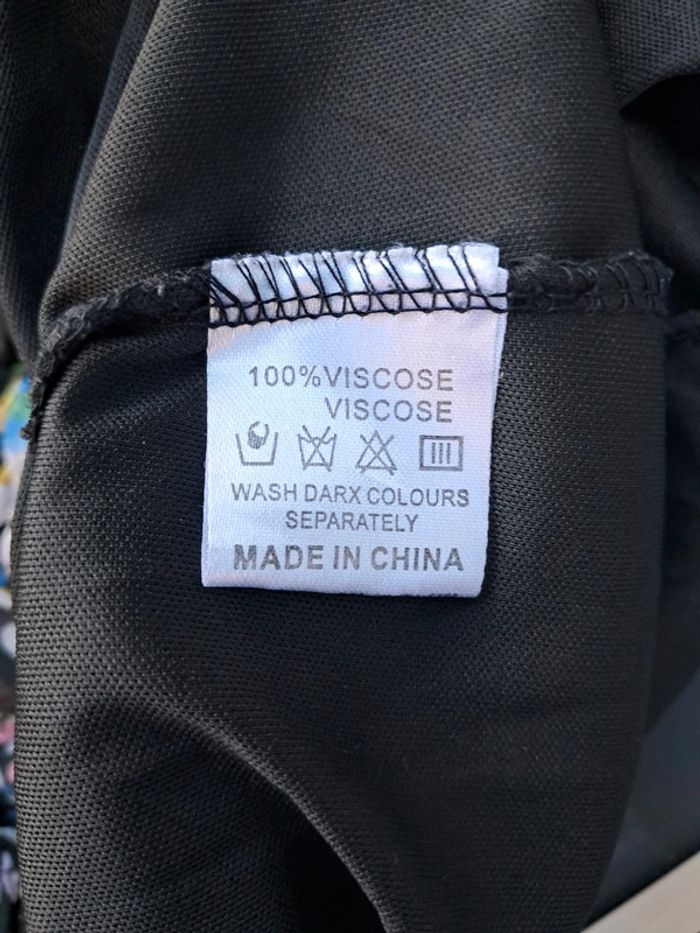 100%VISCOSE
VISCOSE
WASH DARX COLOURS
SEPARATELY
MADE IN CHINA